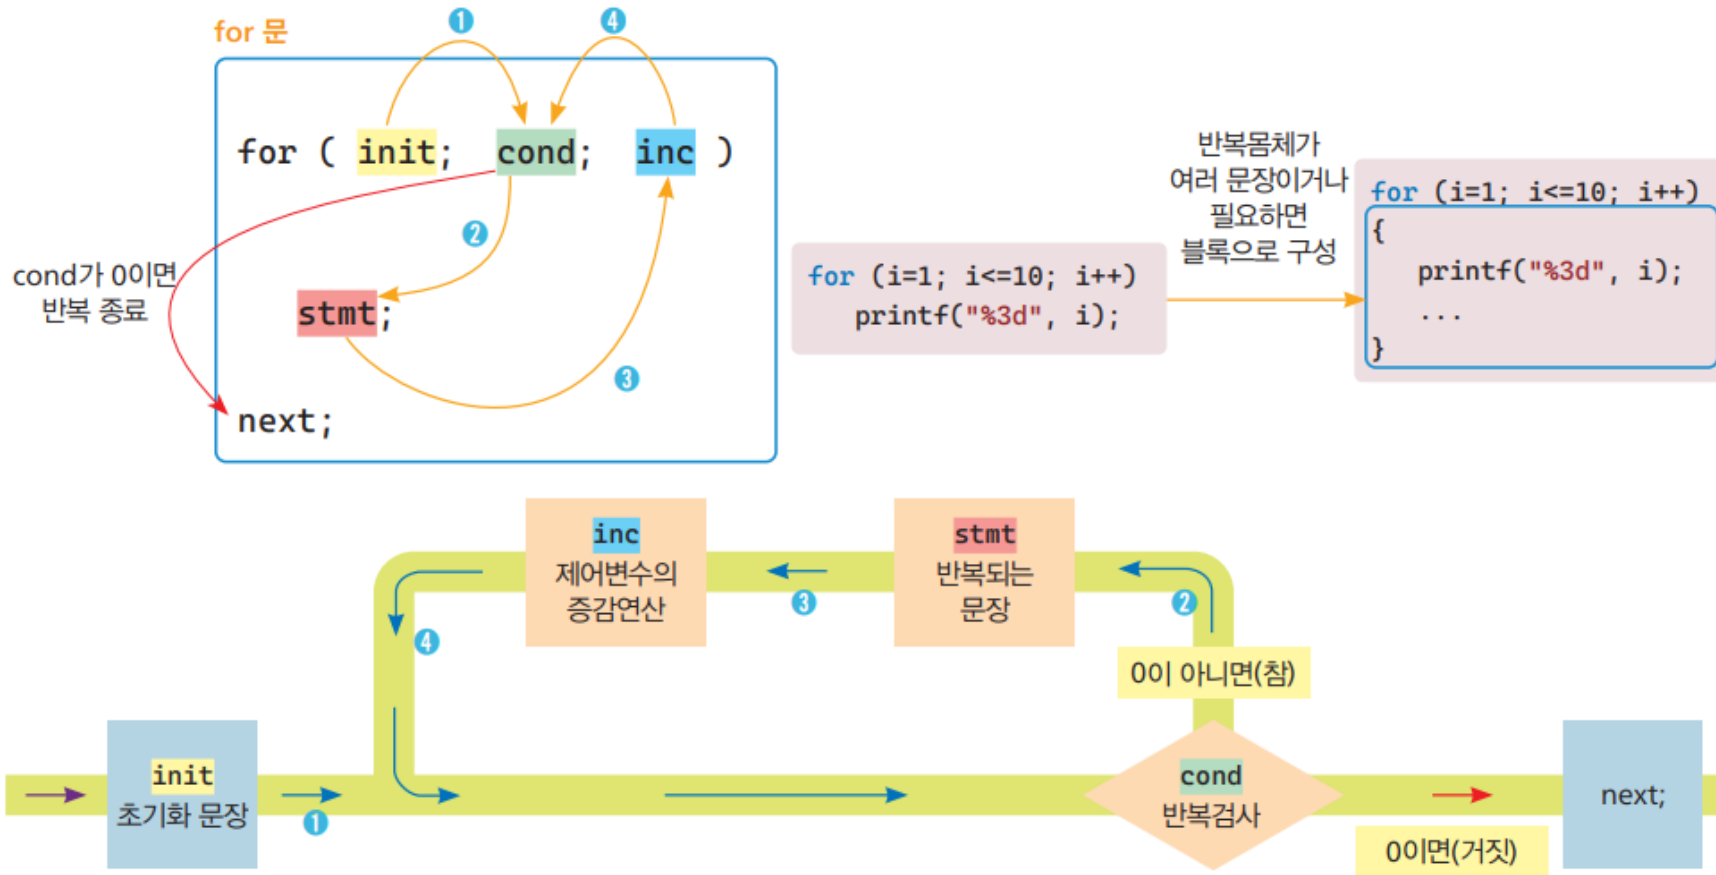 for 문
❶
❹
for ( init; cond; inc )
❷
cond가 0이면
반복 종료
stmt;
❸
next;
for (i=1; i<=10; i++)
printf("%3d", i);
반복몸체가
여러 문장이거나
필요하면
블록으로 구성
for (i=1; i<=10; i++)
{
printf("%3d", i);
...
}
inc
제어변수의
증감연산
stmt
반복되는
문장
❸
❷
❹
0이 아니면(참)
init
초기화 문장
❶
cond
반복검사
next;
0이면(거짓)